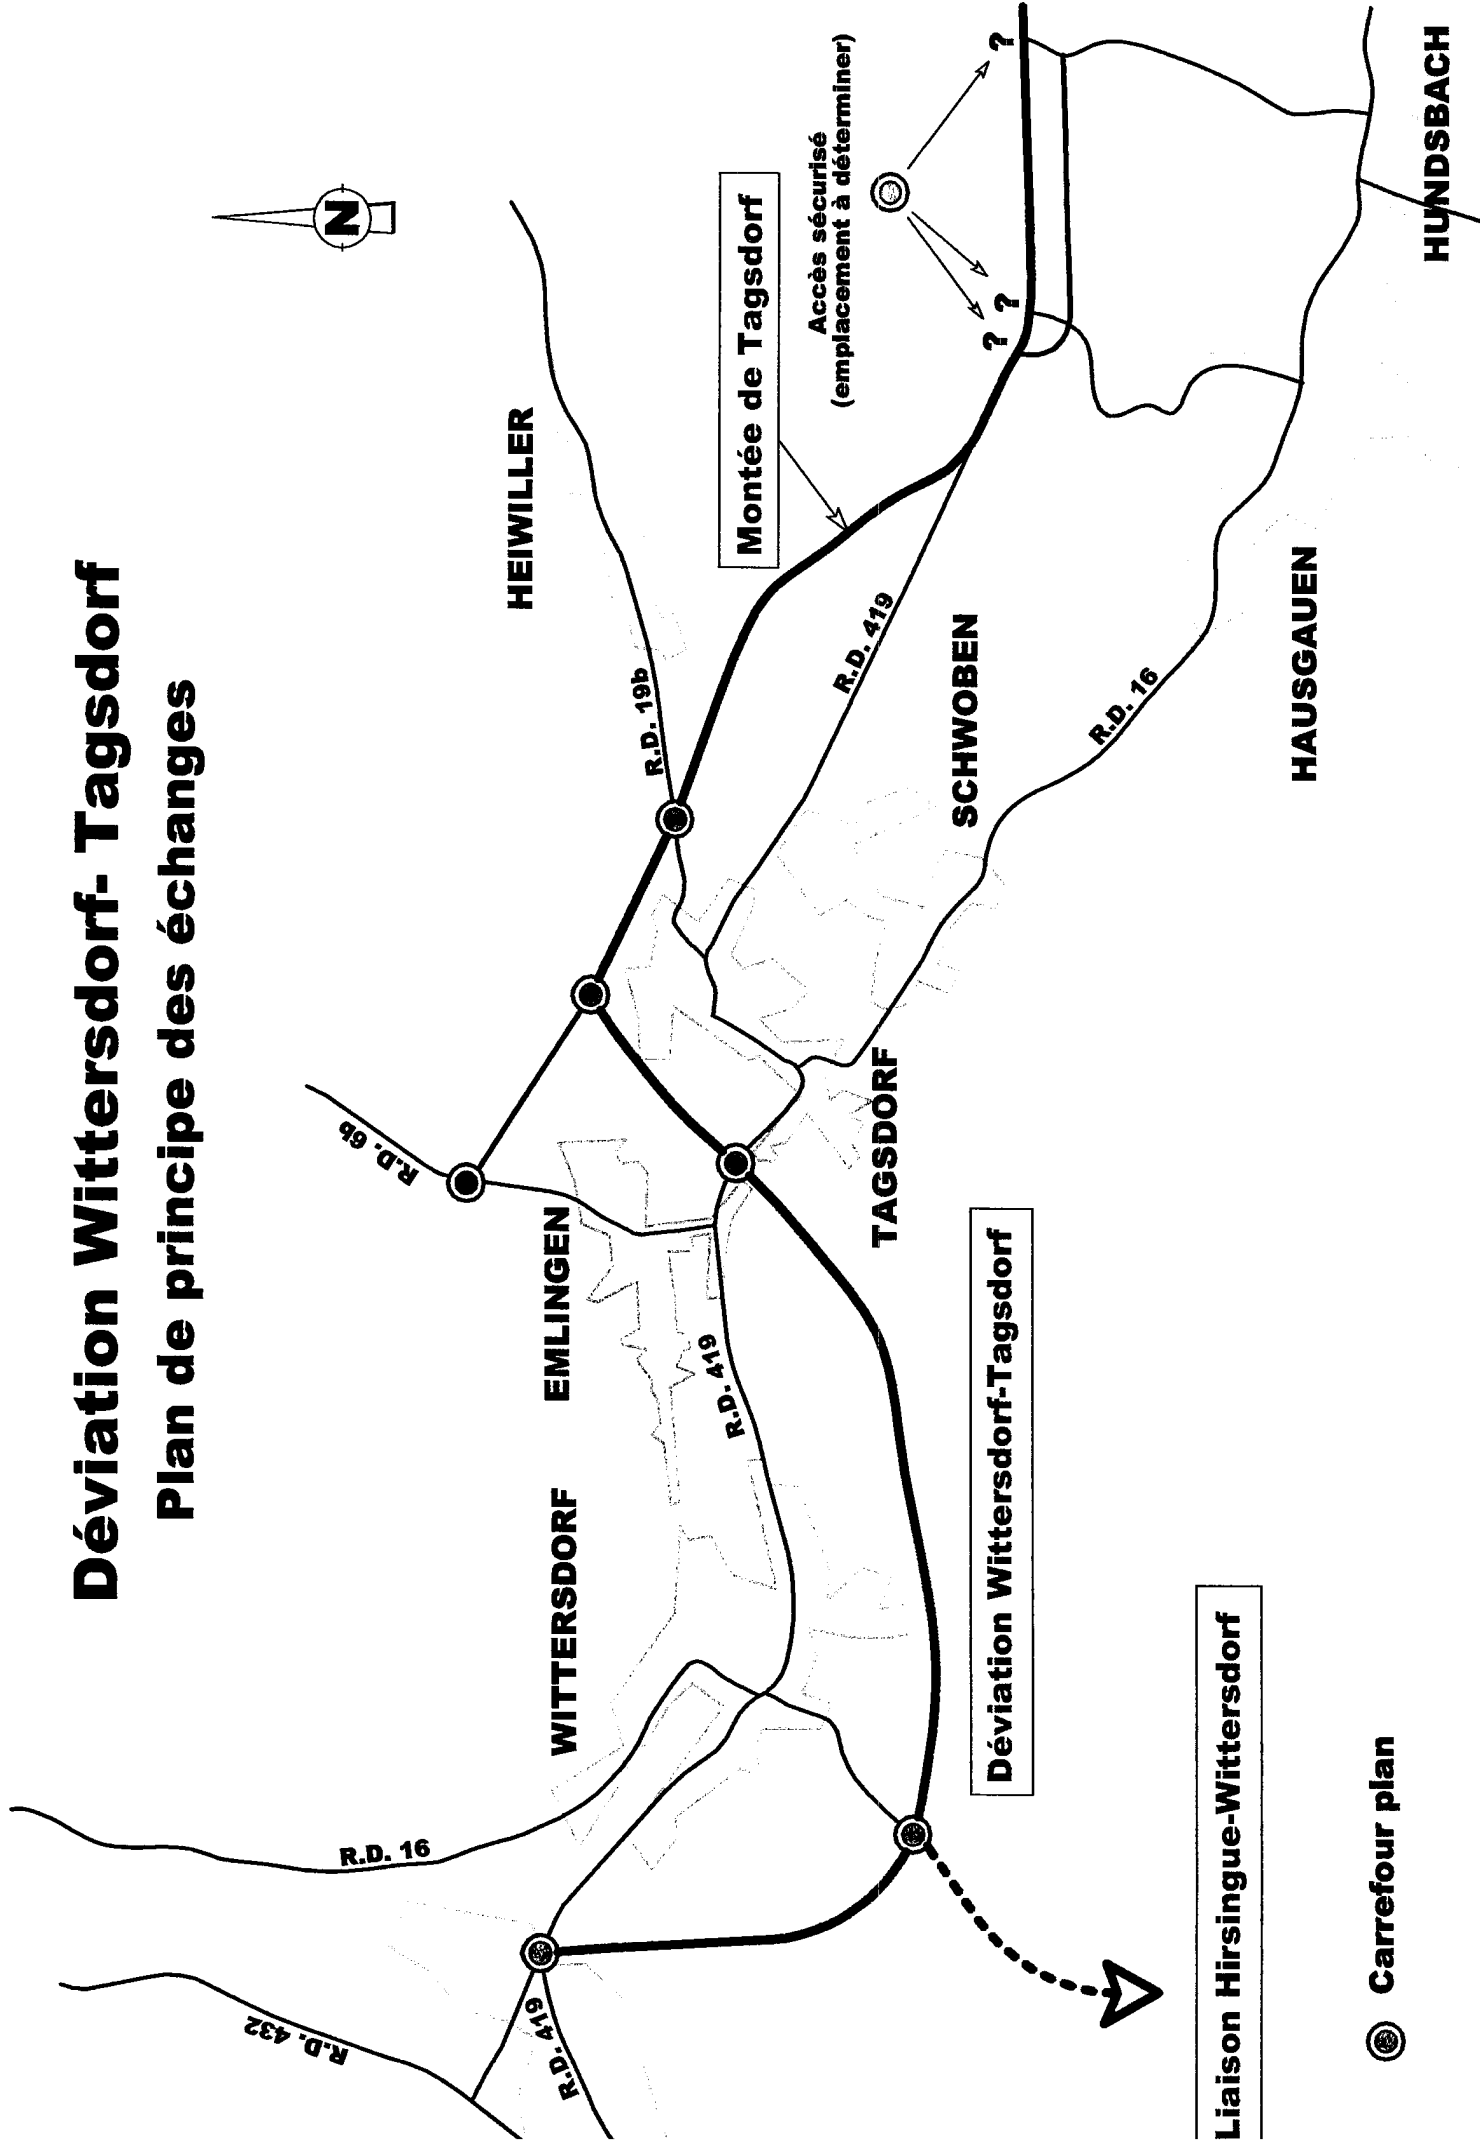 Déviation Wittersdorf- Tagsdorf
Plan de principe des échanges
N
R.D. 432
R.D. 16
R.D. 419
WITTERSDORF
EMLINGEN
R.D. 6b
HEIWILLER
R.D. 19b
R.D. 419
Montée de Tagsdorf
Accès sécurisé
(emplacement à déterminer)
?
?
?
R.D. 419
TAGSDORF
SCHWOBEN
R.D. 16
HAUSGAUEN
HUNDSBACH
Déviation Wittersdorf-Tagsdorf
Liaison Hirsingue-Wittersdorf
Carrefour plan